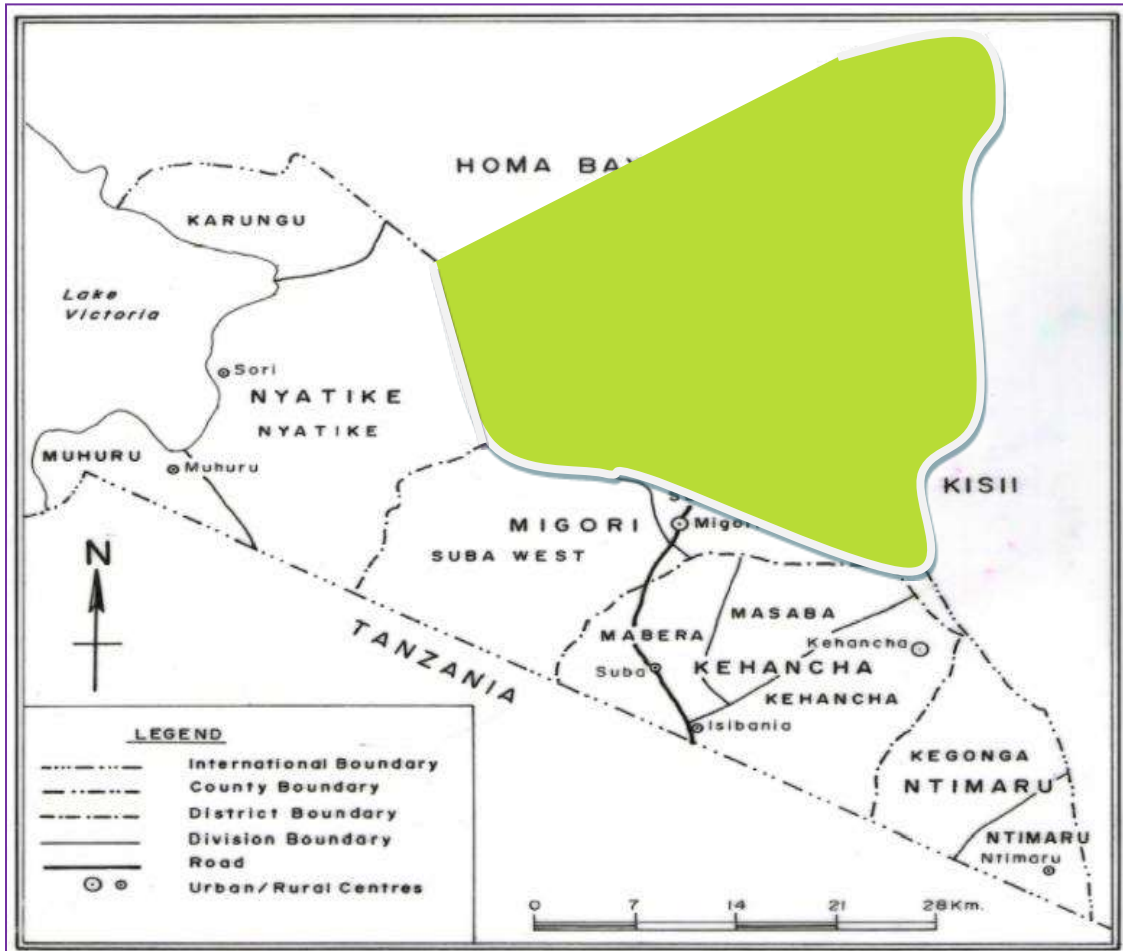 HOMA BAY
KARUNGU
Lake
Victoria
Sori
NYATIKE
NYATIKE
MUHURU
Muhuru
KISII
MIGORI
SUBA WEST
N
MASABA
MABERA
Kehancha
TANZANIA
Suba
KEHANCHA
KEHANCHA
Isibania
KEGONGA
NTIMARU
NTIMARU
Ntimaru
LEGEND
International Boundary
County Boundary
District Boundary
Division Boundary
Road
Urban/Rural Centres
0 7 14 21 28Km.